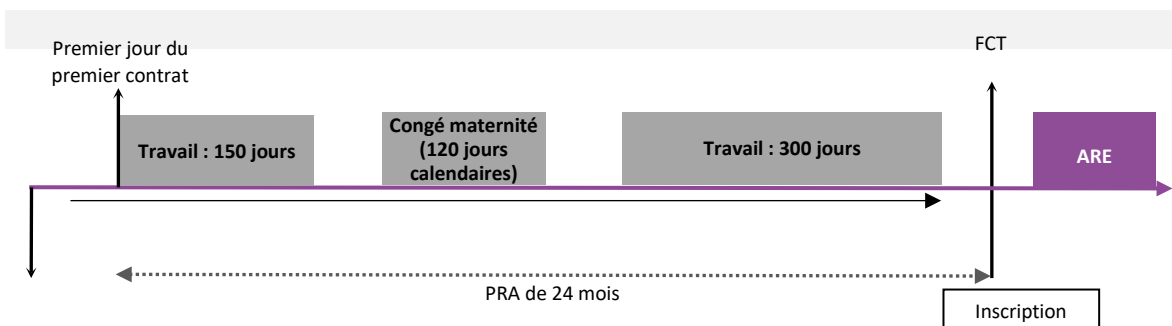 Premier jour du
premier contrat
FCT
Travail : 150 jours
Congé maternité
(120 jours
calendaires)
Travail : 300 jours
ARE
PRA de 24 mois
Inscription